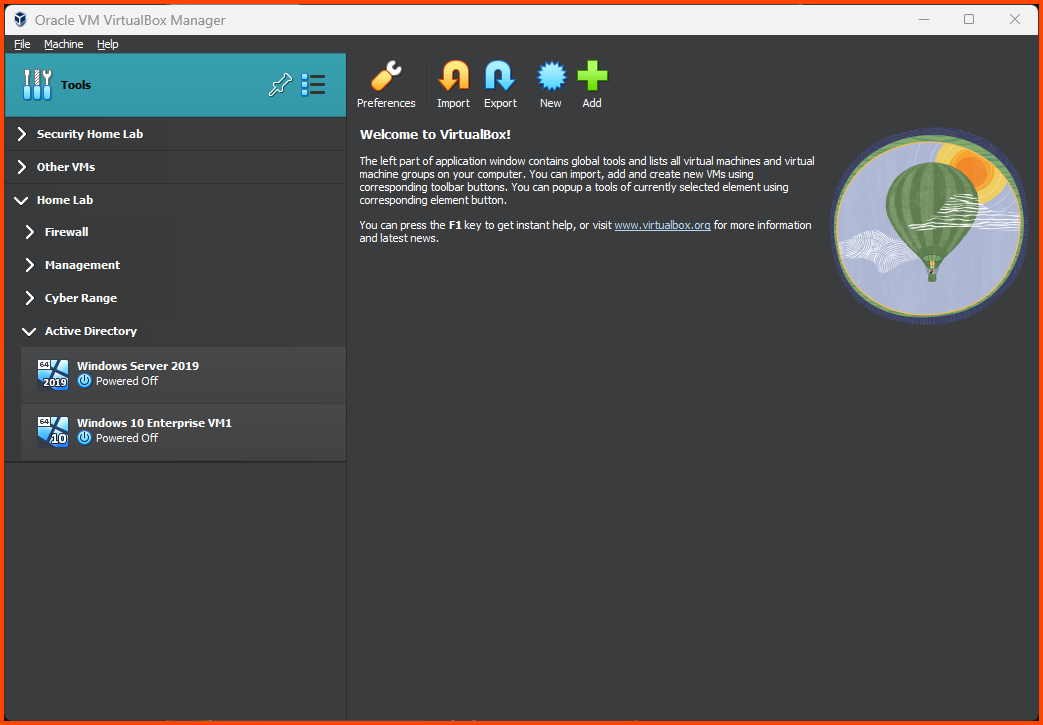 Oracle VM VirtualBox Manager
File Machine Help
Tools
Security Home Lab
Other VMs
Home Lab
Firewall
Management
Cyber Range
Active Directory
64
2019
Windows Server 2019
Powered Off
64
10
Windows 10 Enterprise VM1
Powered Off
Preferences Import Export New Add
Welcome to VirtualBox!
The left part of application window contains global tools and lists all virtual machines and virtual
machine groups on your computer. You can import, add and create new VMs using
corresponding toolbar buttons. You can popup a tools of currently selected element using
corresponding element button.
You can press the F1 key to get instant help, or visit www.virtualbox.org for more information
and latest news.